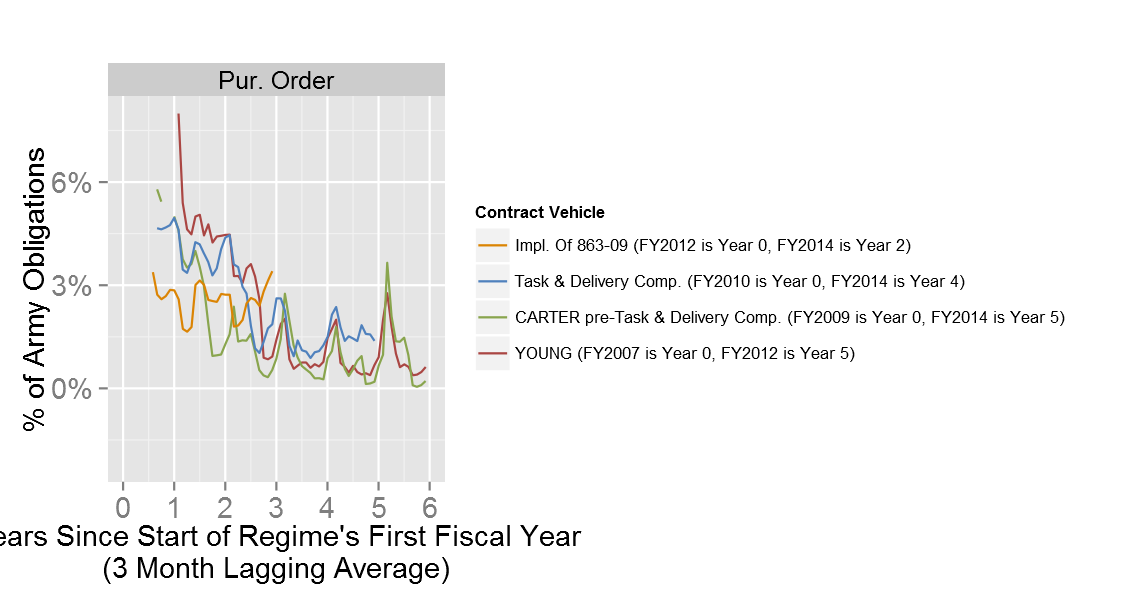 Pur. Order
% of Army Obligations
6%
3%
0%
0 1 2 3 4 5 6
ears Since Start of Regime's First Fiscal Year
(3 Month Lagging Average)
Contract Vehicle
Impl. Of 863-09 (FY2012 is Year 0, FY2014 is Year 2)
Task & Delivery Comp. (FY2010 is Year 0, FY2014 is Year 4)
CARTER pre-Task & Delivery Comp. (FY2009 is Year 0, FY2014 is Year 5)
YOUNG (FY2007 is Year 0, FY2012 is Year 5)